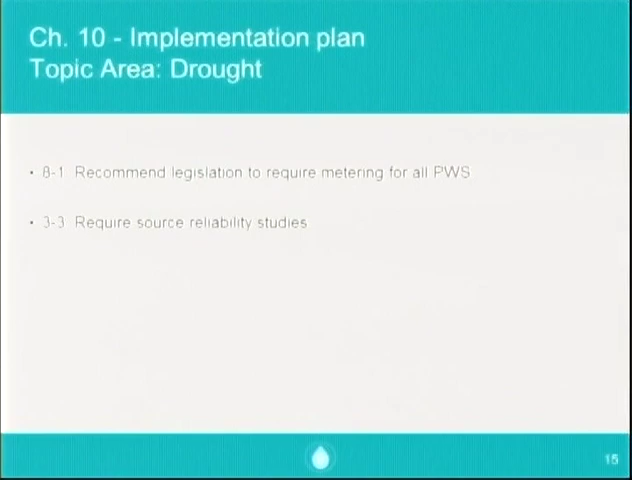 Ch. 10 - Implementation plan
Topic Area: Drought
• 8-1 Recommend legislation to require metering for all PWS
• 3-3 Require source reliability studies
15